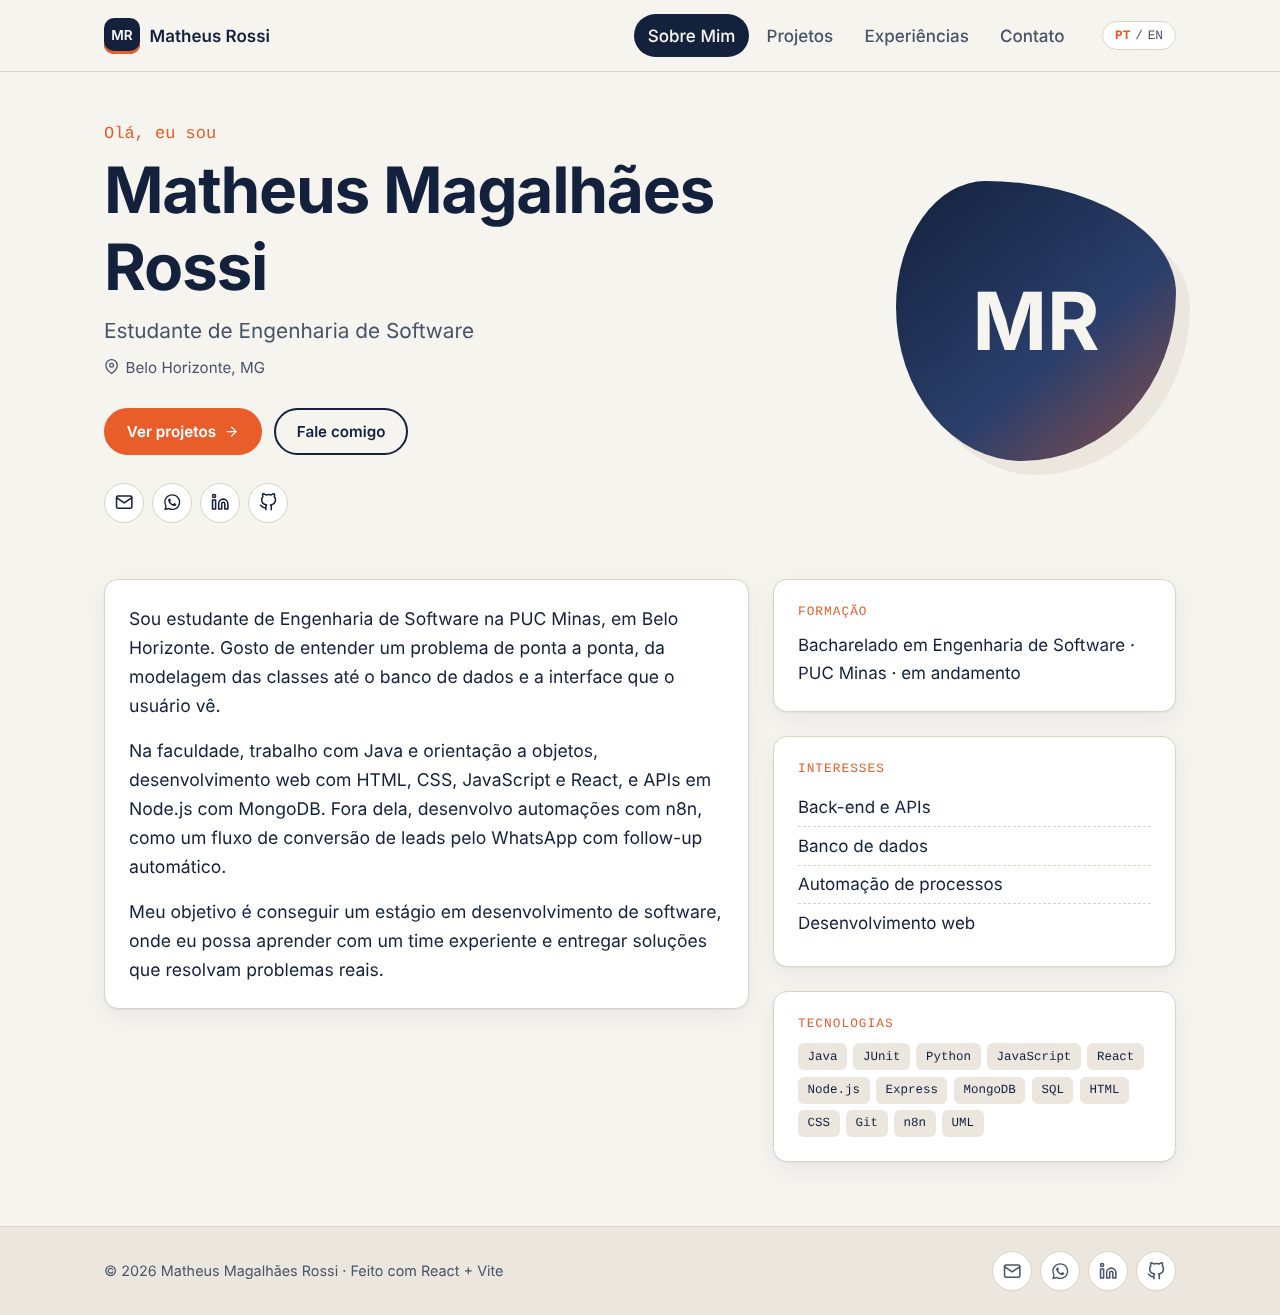 MR Matheus Rossi
Sobre Mim Projetos Experiências Contato PT / EN
Olá, eu sou
Matheus Magalhães
Rossi
Estudante de Engenharia de Software
Belo Horizonte, MG
Ver projetos → Fale comigo
MR
Sou estudante de Engenharia de Software na PUC Minas, em Belo
Horizonte. Gosto de entender um problema de ponta a ponta, da
modelagem das classes até o banco de dados e a interface que o
usuário vê.
Na faculdade, trabalho com Java e orientação a objetos,
desenvolvimento web com HTML, CSS, JavaScript e React, e APIs em
Node.js com MongoDB. Fora dela, desenvolvo automações com n8n,
como um fluxo de conversão de leads pelo WhatsApp com follow-up
automático.
Meu objetivo é conseguir um estágio em desenvolvimento de software,
onde eu possa aprender com um time experiente e entregar soluções
que resolvam problemas reais.
FORMAÇÃO
Bacharelado em Engenharia de Software ·
PUC Minas · em andamento
INTERESSES
Back-end e APIs
Banco de dados
Automação de processos
Desenvolvimento web
TECNOLOGIAS
Java JUnit Python JavaScript React
Node.js Express MongoDB SQL HTML
CSS Git n8n UML
© 2026 Matheus Magalhães Rossi · Feito com React + Vite